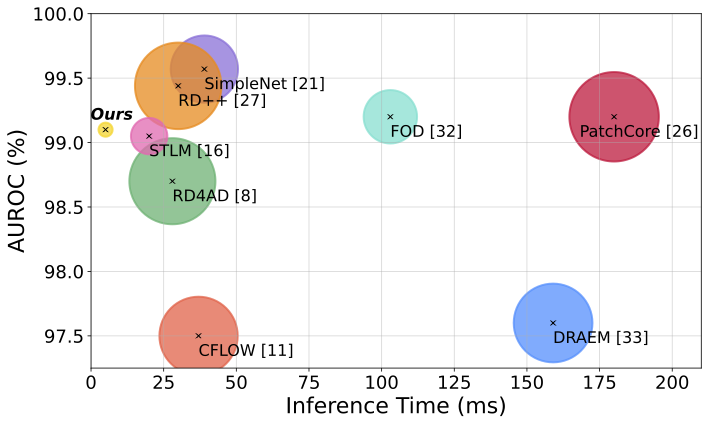 100.0
99.5
99.0
98.5
98.0
97.5
AUROC (%)
SimpleNet [21]
RD++ [27]
Ours
STLM [16]
FOD [32]
PatchCore [26]
RD4AD [8]
CFLOW [11]
DRAEM [33]
0 25 50 75 100 125 150 175 200
Inference Time (ms)